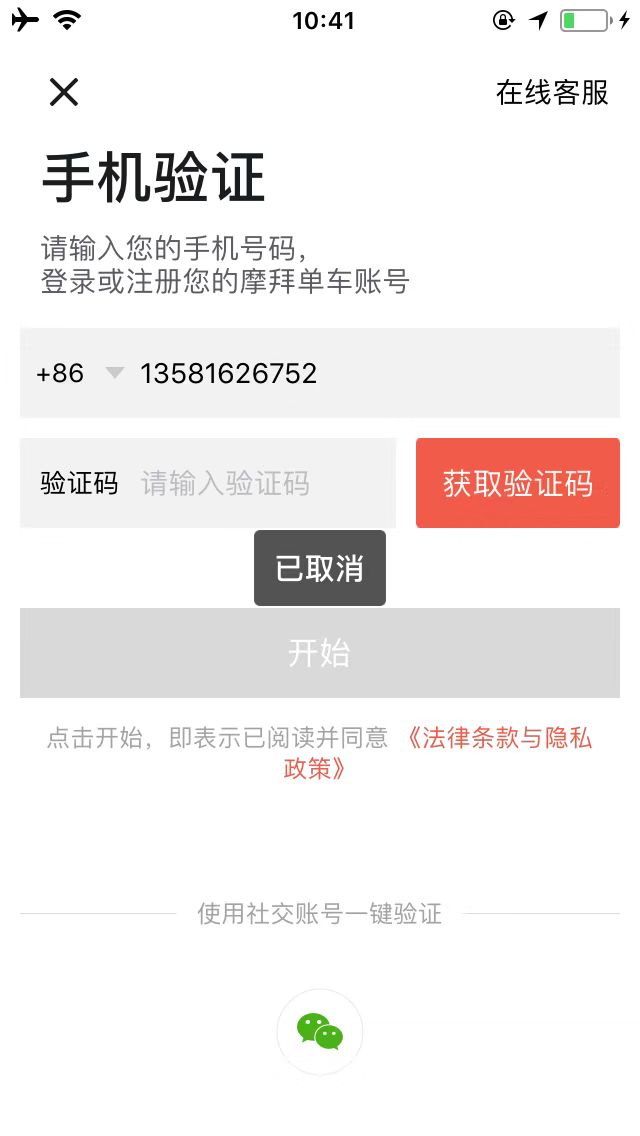 10:41
在线客服
手机验证
请输入您的手机号码，
登录或注册您的摩拜单车账号
+86 13581626752
验证码 请输入验证码 获取验证码
已取消
开始
点击开始，即表示已阅读并同意 《法律条款与隐私
政策》
使用社交账号一键验证